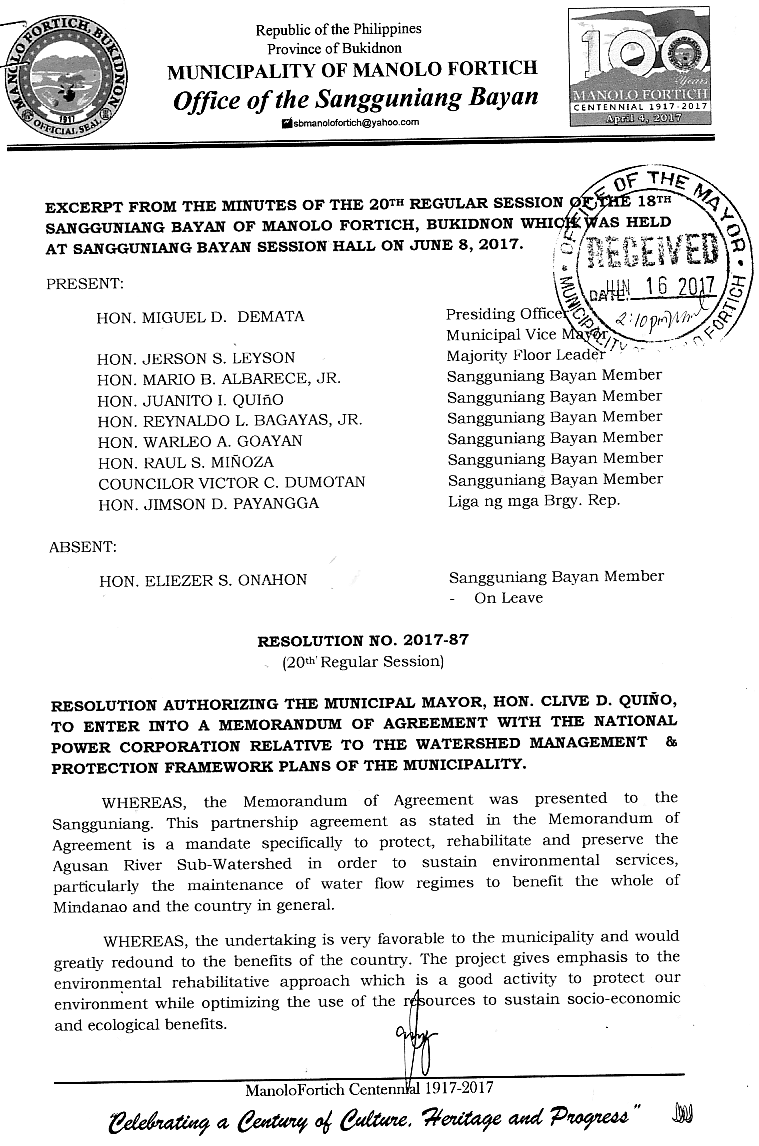 MANOLO FORTICH, BUKIDNON
1917
OFFICIAL SEAL
Republic of the Philippines
Province of Bukidnon
MUNICIPALITY OF MANOLO FORTICH
Office of the Sangguniang Bayan
sbmanolofortich@yahoo.com
100
Years
MANOLO FORTICH
CENTENNIAL 1917-2017
April 4, 2017
EXCERPT FROM THE MINUTES OF THE 20TH REGULAR SESSION OF THE 18TH
SANGGUNIANG BAYAN OF MANOLO FORTICH, BUKIDNON WHICH WAS HELD
AT SANGGUNIANG BAYAN SESSION HALL ON JUNE 8, 2017.
OFFICE OF THE MAYOR
RECEIVED
DATE: JUN 16 2017
2:10pm
MUNICIPALITY OF MANOLO FORTICH
PRESENT:
HON. MIGUEL D. DEMATA Presiding Officer
Municipal Vice Mayor
HON. JERSON S. LEYSON Majority Floor Leader
HON. MARIO B. ALBARECE, JR. Sangguniang Bayan Member
HON. JUANITO I. QUIñO Sangguniang Bayan Member
HON. REYNALDO L. BAGAYAS, JR. Sangguniang Bayan Member
HON. WARLEO A. GOAYAN Sangguniang Bayan Member
HON. RAUL S. MIÑOZA Sangguniang Bayan Member
COUNCILOR VICTOR C. DUMOTAN Sangguniang Bayan Member
HON. JIMSON D. PAYANGGA Liga ng mga Brgy. Rep.
ABSENT:
HON. ELIEZER S. ONAHON Sangguniang Bayan Member
- On Leave
RESOLUTION NO. 2017-87
(20th Regular Session)
RESOLUTION AUTHORIZING THE MUNICIPAL MAYOR, HON. CLIVE D. QUIÑO,
TO ENTER INTO A MEMORANDUM OF AGREEMENT WITH THE NATIONAL
POWER CORPORATION RELATIVE TO THE WATERSHED MANAGEMENT &
PROTECTION FRAMEWORK PLANS OF THE MUNICIPALITY.
WHEREAS, the Memorandum of Agreement was presented to the
Sangguniang. This partnership agreement as stated in the Memorandum of
Agreement is a mandate specifically to protect, rehabilitate and preserve the
Agusan River Sub-Watershed in order to sustain environmental services,
particularly the maintenance of water flow regimes to benefit the whole of
Mindanao and the country in general.
WHEREAS, the undertaking is very favorable to the municipality and would
greatly redound to the benefits of the country. The project gives emphasis to the
environmental rehabilitative approach which is a good activity to protect our
environment while optimizing the use of the resources to sustain socio-economic
and ecological benefits.
ManoloFortich Centennial 1917-2017
"Celebrating a Century of Culture, Heritage and Progress"